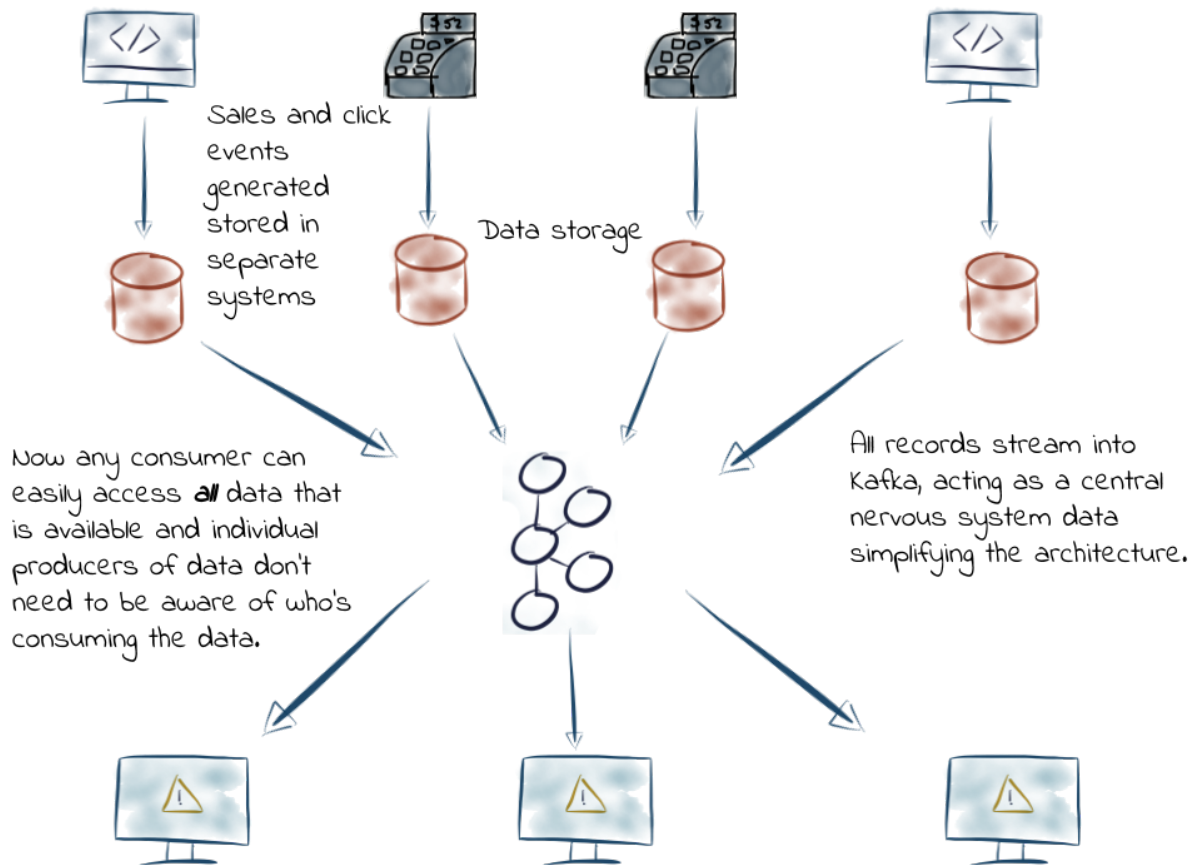 </>
$ 52
$ 52
</>
Sales and click
events
generated
stored in
separate
systems
Data storage
Now any consumer can
easily access all data that
is available and individual
producers of data don't
need to be aware of who's
consuming the data.
All records stream into
Kafka, acting as a central
nervous system data
simplifying the architecture.
!
!
!